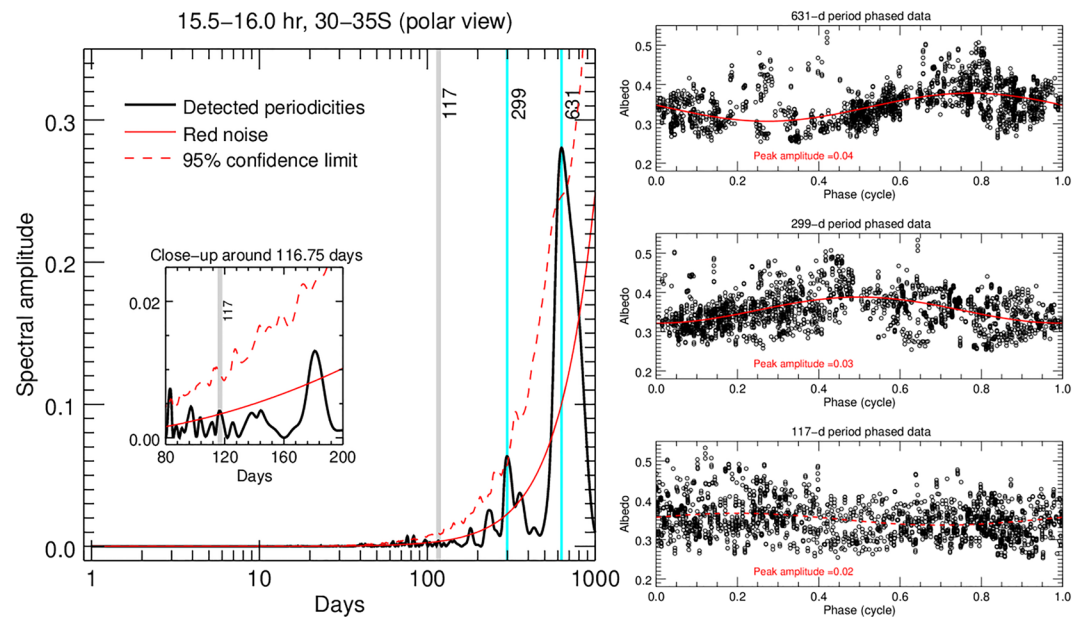 15.5−16.0 hr, 30−35S (polar view)
Spectral amplitude
0.3
0.2
0.1
0.0
Detected periodicities
Red noise
95% confidence limit
117
299
631
Close−up around 116.75 days
0.02
0.00
117
80 120 160 200
Days
1 10 100 1000
Days
631−d period phased data
Albedo
0.5
0.4
0.3
0.2
Peak amplitude =0.04
0.0 0.2 0.4 0.6 0.8 1.0
Phase (cycle)
299−d period phased data
Albedo
0.5
0.4
0.3
0.2
Peak amplitude =0.03
0.0 0.2 0.4 0.6 0.8 1.0
Phase (cycle)
117−d period phased data
Albedo
0.5
0.4
0.3
0.2
Peak amplitude =0.02
0.0 0.2 0.4 0.6 0.8 1.0
Phase (cycle)